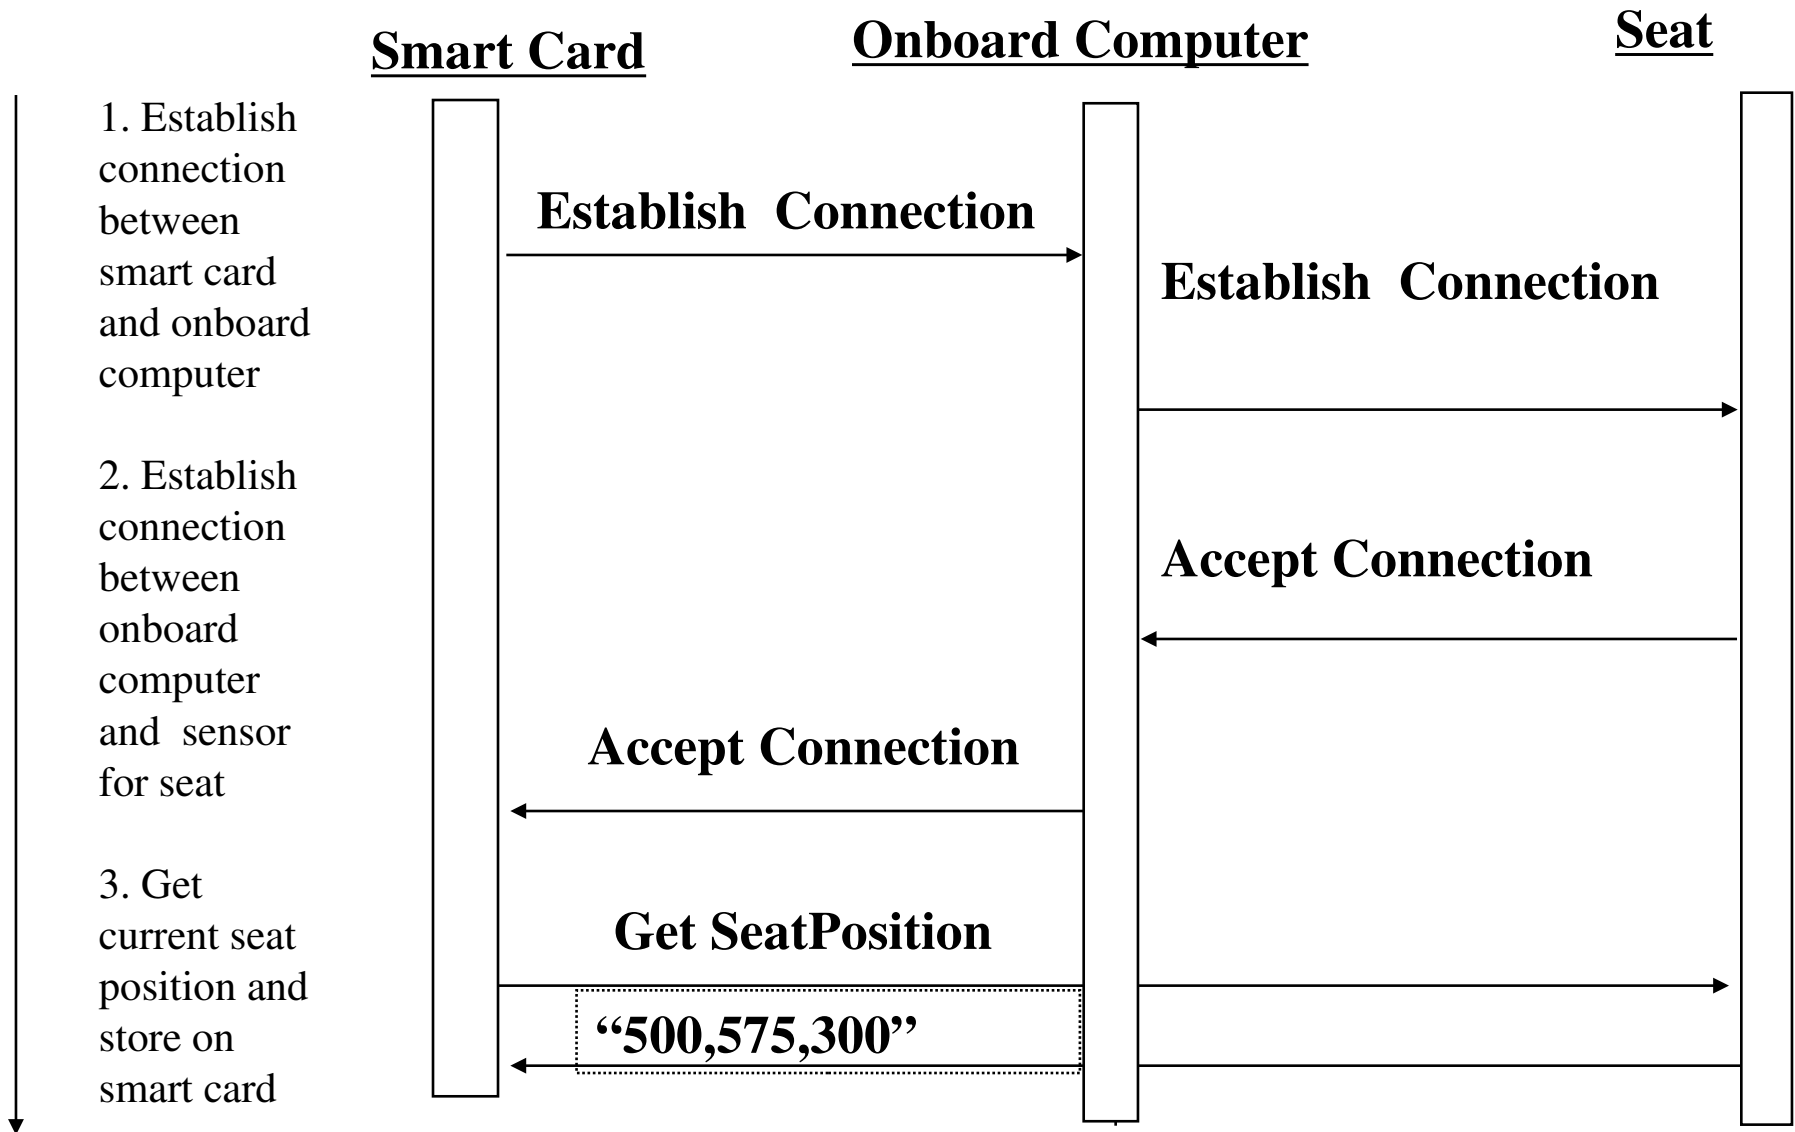 Smart Card
Onboard Computer
Seat
1. Establish
connection
between
smart card
and onboard
computer
2. Establish
connection
between
onboard
computer
and  sensor
for seat
3. Get
current seat
position and
store on
smart card
Establish  Connection
Establish  Connection
Accept Connection
Accept Connection
Get SeatPosition
“500,575,300”